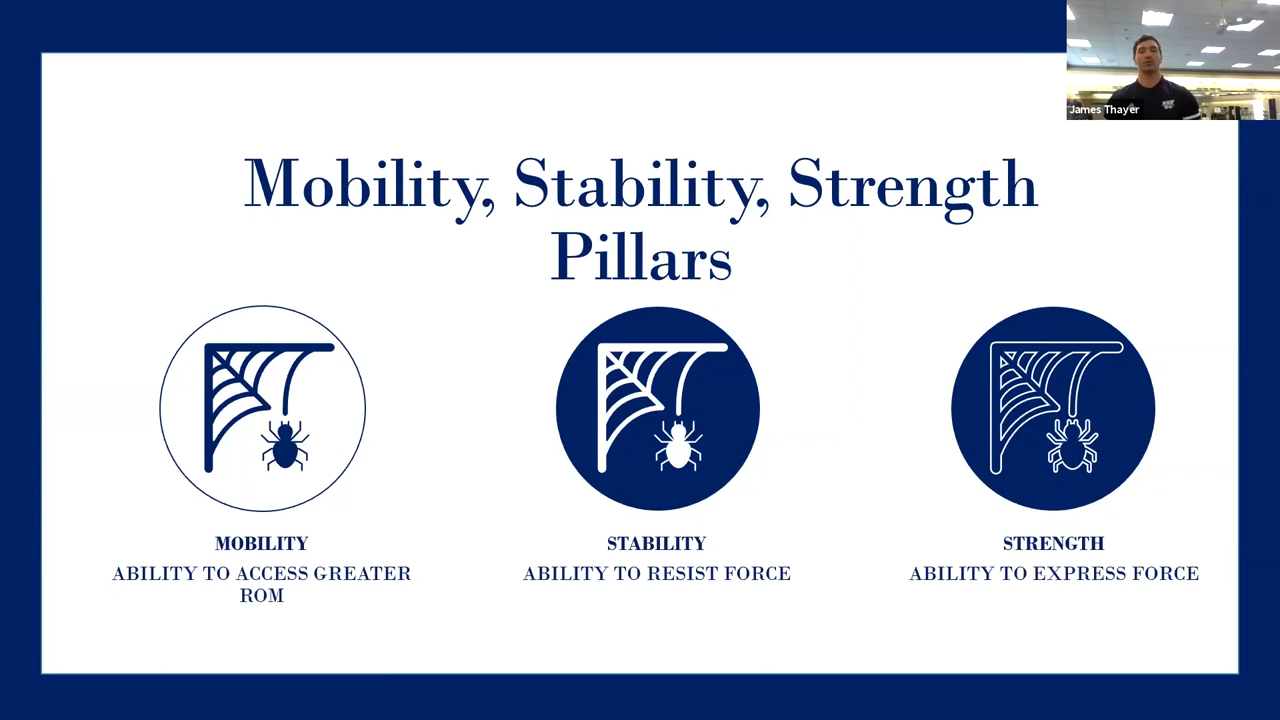 James Thayer
Mobility, Stability, Strength
Pillars
MOBILITY
ABILITY TO ACCESS GREATER
ROM
STABILITY
ABILITY TO RESIST FORCE
STRENGTH
ABILITY TO EXPRESS FORCE